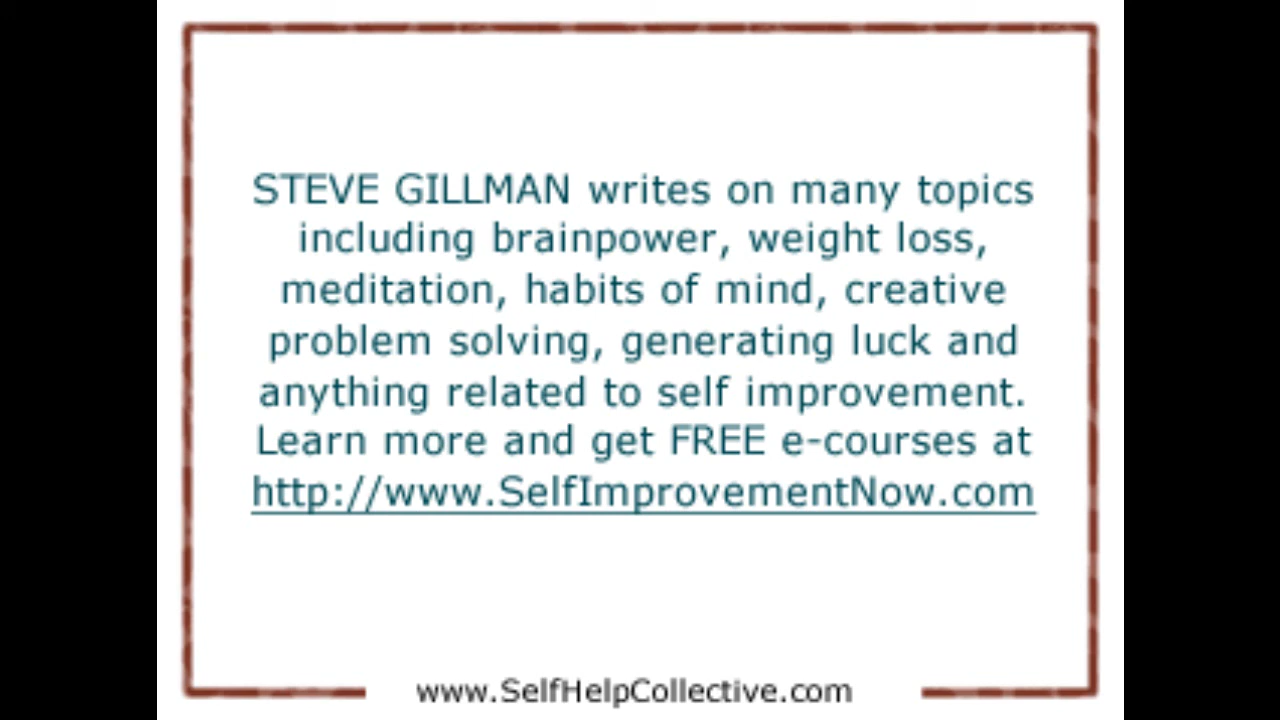 STEVE GILLMAN writes on many topics
including brainpower, weight loss,
meditation, habits of mind, creative
problem solving, generating luck and
anything related to self improvement.
Learn more and get FREE e-courses at
http://www.SelfImprovementNow.com
www.SelfHelpCollective.com